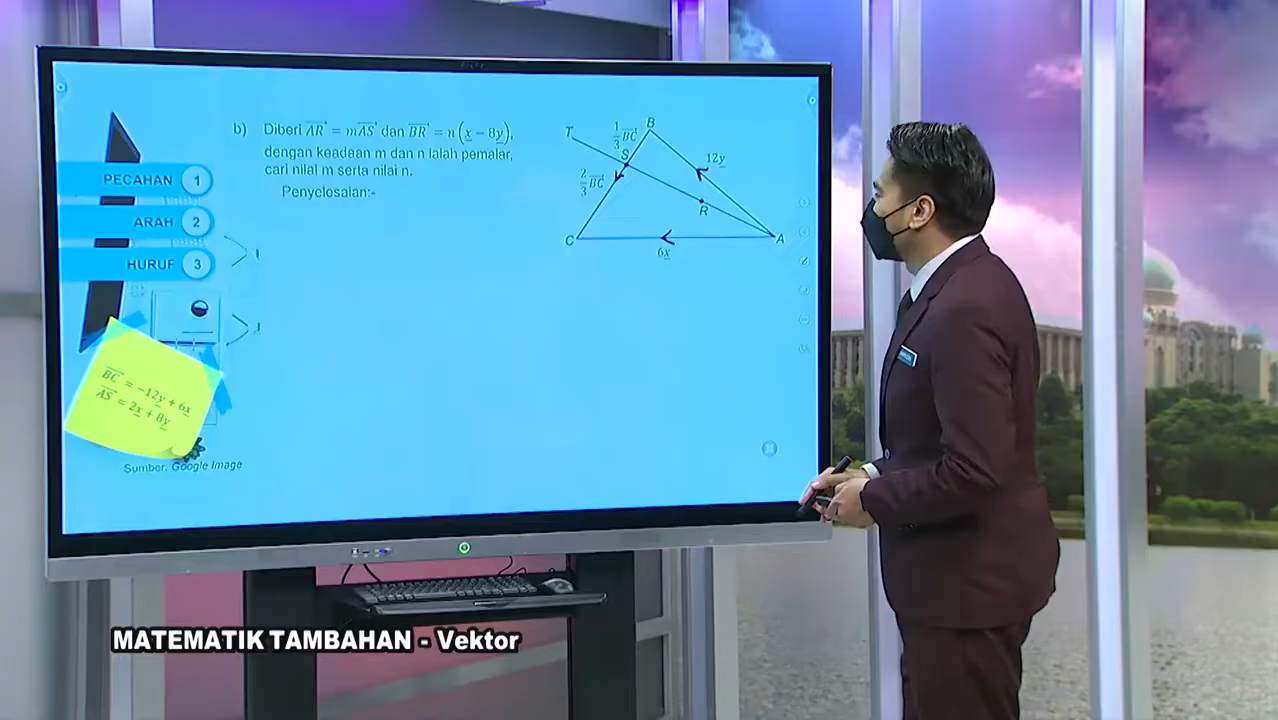 b) Diberi AR = mAS dan BR = n(x − 8y),
dengan keadaan m dan n ialah pemalar,
cari nilai m serta nilai n.
Penyelesaian:-
PECAHAN 1
ARAH 2
HURUF 3
BC = −12y + 6x
AS = 2x + 8y
Sumber: Google Image
T
B
1/3 BC
S
12y
2/3 BC
R
C
A
6x
MATEMATIK TAMBAHAN - Vektor